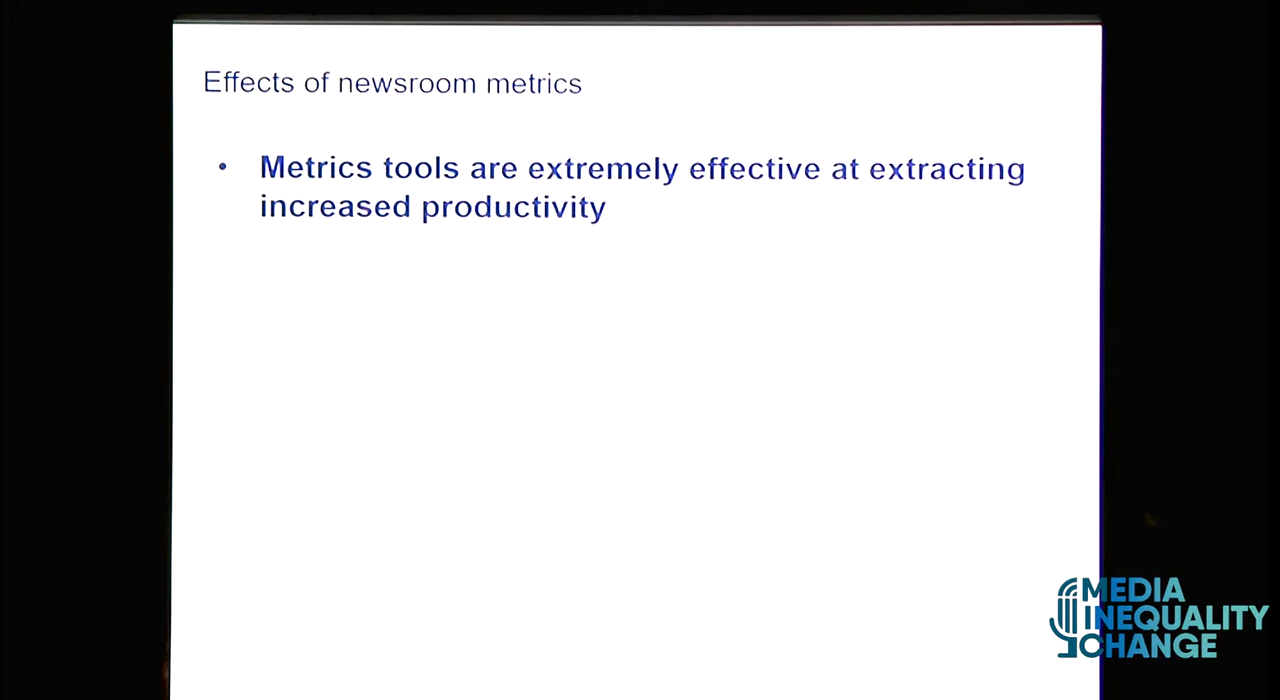 Effects of newsroom metrics
• Metrics tools are extremely effective at extracting
increased productivity
MEDIA
INEQUALITY
CHANGE